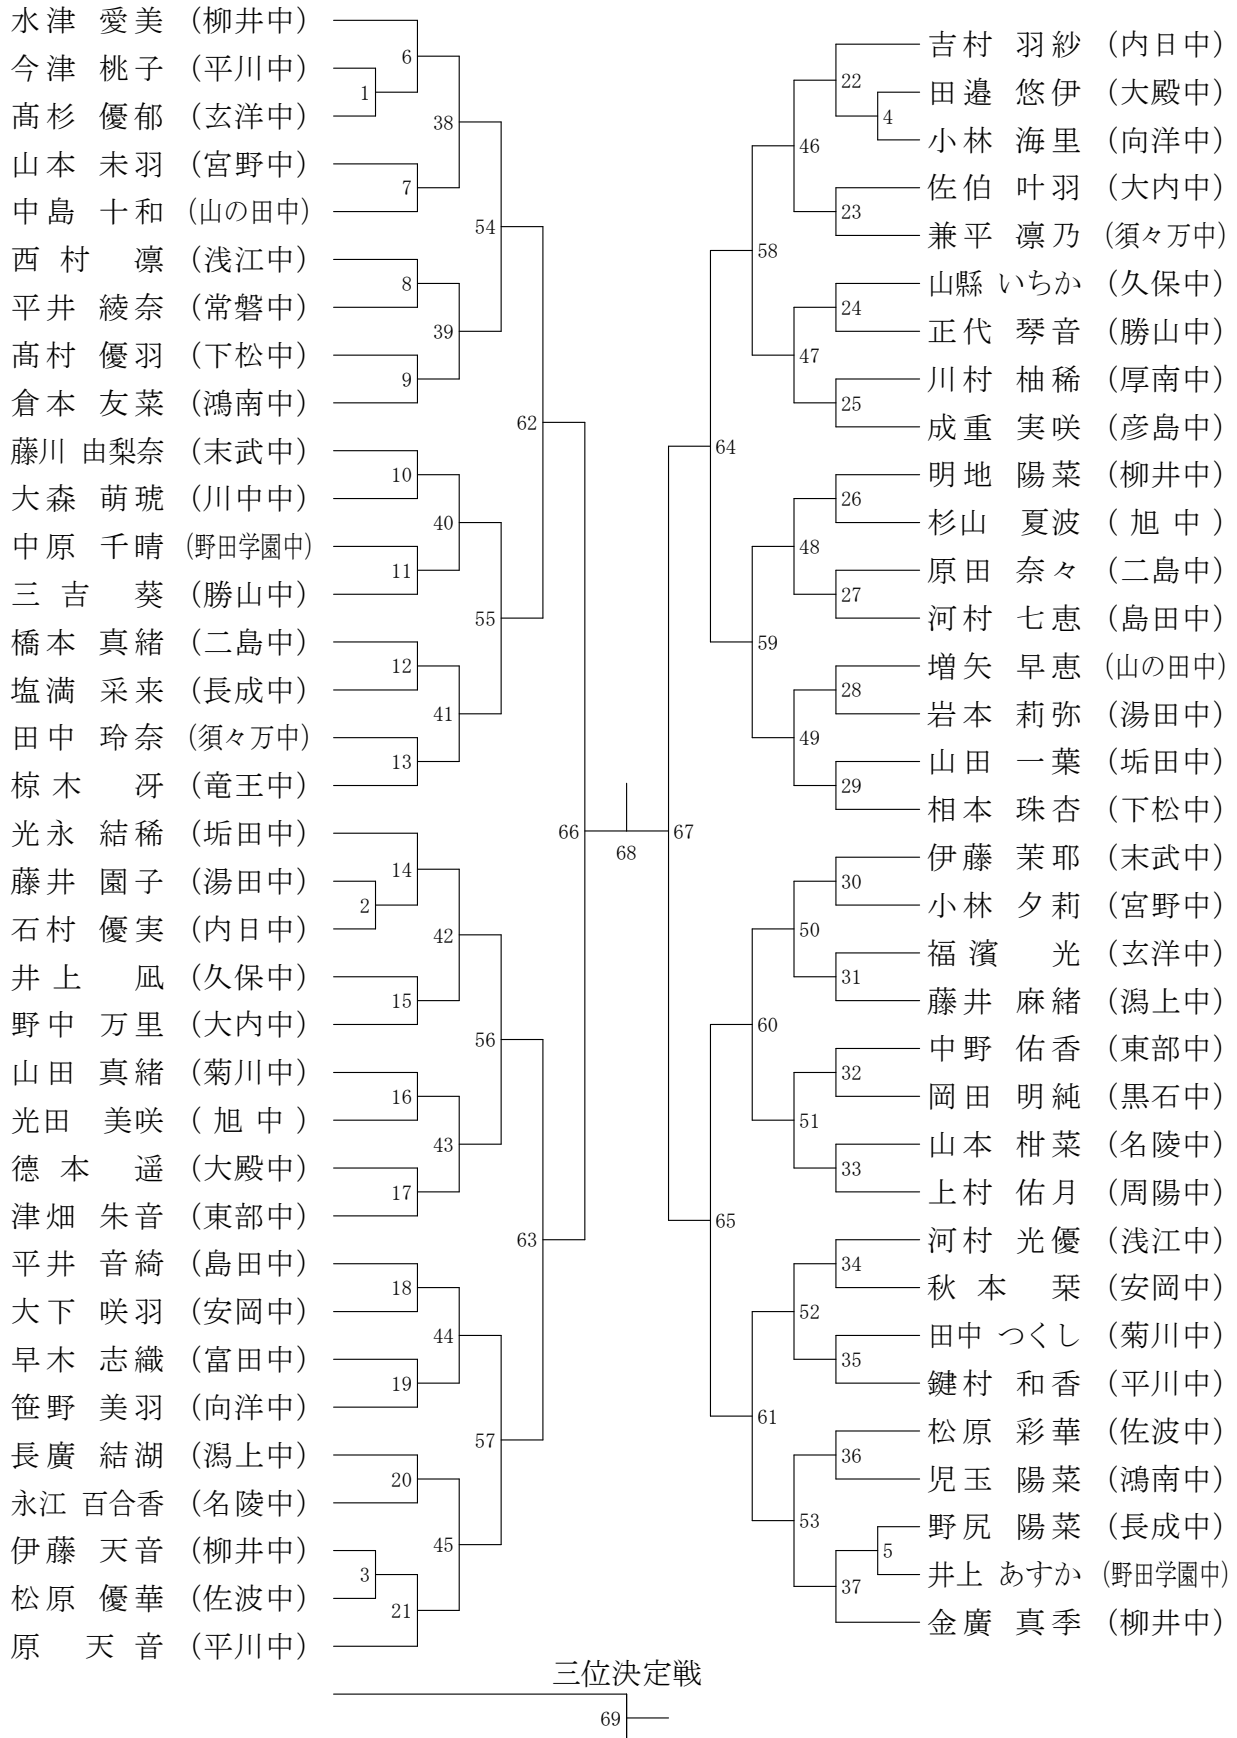 水津 愛美 (柳井中)
今津 桃子 (平川中)
髙杉 優郁 (玄洋中)
山本 未羽 (宮野中)
中島 十和 (山の田中)
西村 凛 (浅江中)
平井 綾奈 (常磐中)
髙村 優羽 (下松中)
倉本 友菜 (鴻南中)
藤川 由梨奈 (末武中)
大森 萌琥 (川中中)
中原 千晴 (野田学園中)
三吉 葵 (勝山中)
橋本 真緒 (二島中)
塩満 采来 (長成中)
田中 玲奈 (須々万中)
椋木 冴 (竜王中)
光永 結稀 (垢田中)
藤井 園子 (湯田中)
石村 優実 (内日中)
井上 凪 (久保中)
野中 万里 (大内中)
山田 真緒 (菊川中)
光田 美咲 (旭中)
德本 遥 (大殿中)
津畑 朱音 (東部中)
平井 音綺 (島田中)
大下 咲羽 (安岡中)
早木 志織 (富田中)
笹野 美羽 (向洋中)
長廣 結湖 (潟上中)
永江 百合香 (名陵中)
伊藤 天音 (柳井中)
松原 優華 (佐波中)
原 天音 (平川中)
1
2
3
6
7
8
9
10
11
12
13
14
15
16
17
18
19
20
21
38
39
40
41
42
43
44
45
54
55
56
57
62
63
66
68
67
64
65
58
59
60
61
46
47
48
49
50
51
52
53
22
23
24
25
26
27
28
29
30
31
32
33
34
35
36
37
4
5
吉村 羽紗 (内日中)
田邉 悠伊 (大殿中)
小林 海里 (向洋中)
佐伯 叶羽 (大内中)
兼平 凛乃 (須々万中)
山縣 いちか (久保中)
正代 琴音 (勝山中)
川村 柚稀 (厚南中)
成重 実咲 (彦島中)
明地 陽菜 (柳井中)
杉山 夏波 (旭中)
原田 奈々 (二島中)
河村 七恵 (島田中)
増矢 早恵 (山の田中)
岩本 莉弥 (湯田中)
山田 一葉 (垢田中)
相本 珠杏 (下松中)
伊藤 茉耶 (末武中)
小林 夕莉 (宮野中)
福濱 光 (玄洋中)
藤井 麻緒 (潟上中)
中野 佑香 (東部中)
岡田 明純 (黒石中)
山本 柑菜 (名陵中)
上村 佑月 (周陽中)
河村 光優 (浅江中)
秋本 栞 (安岡中)
田中 つくし (菊川中)
鍵村 和香 (平川中)
松原 彩華 (佐波中)
児玉 陽菜 (鴻南中)
野尻 陽菜 (長成中)
井上 あすか (野田学園中)
金廣 真季 (柳井中)
三位決定戦
69